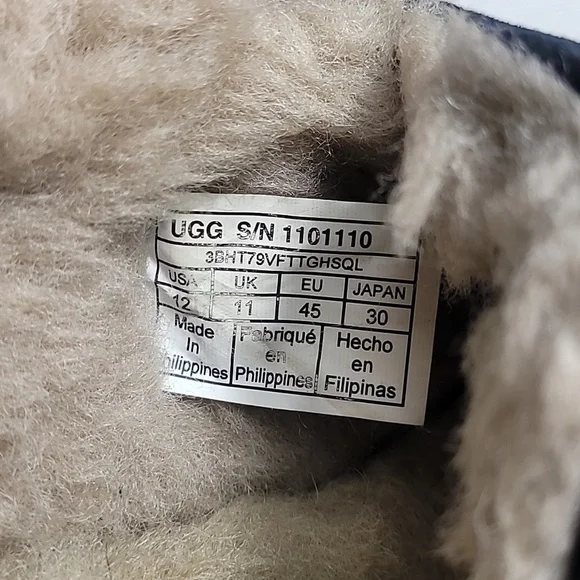 UGG S/N 1101110
3BHT79VFTTGHSQL
USA UK EU JAPAN
12 11 45 30
Made In Philippines
Fabriqué en Philippines
Hecho en Filipinas